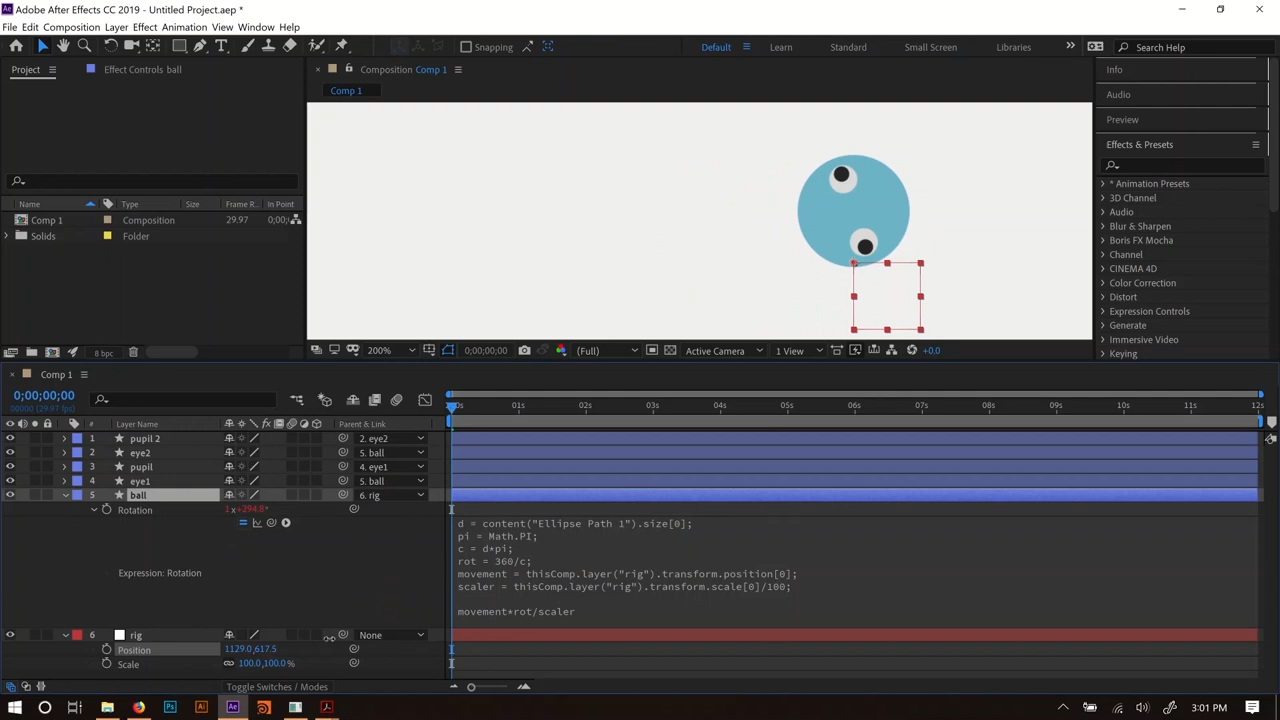 Adobe After Effects CC 2019 - Untitled Project.aep *
File Edit Composition Layer Effect Animation View Window Help
Snapping
Default
Learn
Standard
Small Screen
Libraries
Search Help
Project
Effect Controls ball
Composition Comp 1
Comp 1
Info
Audio
Preview
Effects & Presets
* Animation Presets
3D Channel
Audio
Blur & Sharpen
Boris FX Mocha
Channel
CINEMA 4D
Color Correction
Distort
Expression Controls
Generate
Immersive Video
Keying
Name Type Size Frame R... In Point
Comp 1 Composition 29.97 0;00;
Solids Folder
8 bpc
200% 0;00;00;00 (Full) Active Camera 1 View +0.0
Comp 1
0;00;00;00
00000 (29.97 fps)
01s 02s 03s 04s 05s 06s 07s 08s 09s 10s 11s 12s
# Layer Name Parent & Link
1 pupil 2 2. eye2
2 eye2 5. ball
3 pupil 4. eye1
4 eye1 5. ball
5 ball 6. rig
Rotation 1x+294.8°
Expression: Rotation
d = content("Ellipse Path 1").size[0];
pi = Math.PI;
c = d*pi;
rot = 360/c;
movement = thisComp.layer("rig").transform.position[0];
scaler = thisComp.layer("rig").transform.scale[0]/100;
movement*rot/scaler
6 rig None
Position 1129.0,617.5
Scale 100.0,100.0%
Toggle Switches / Modes
3:01 PM